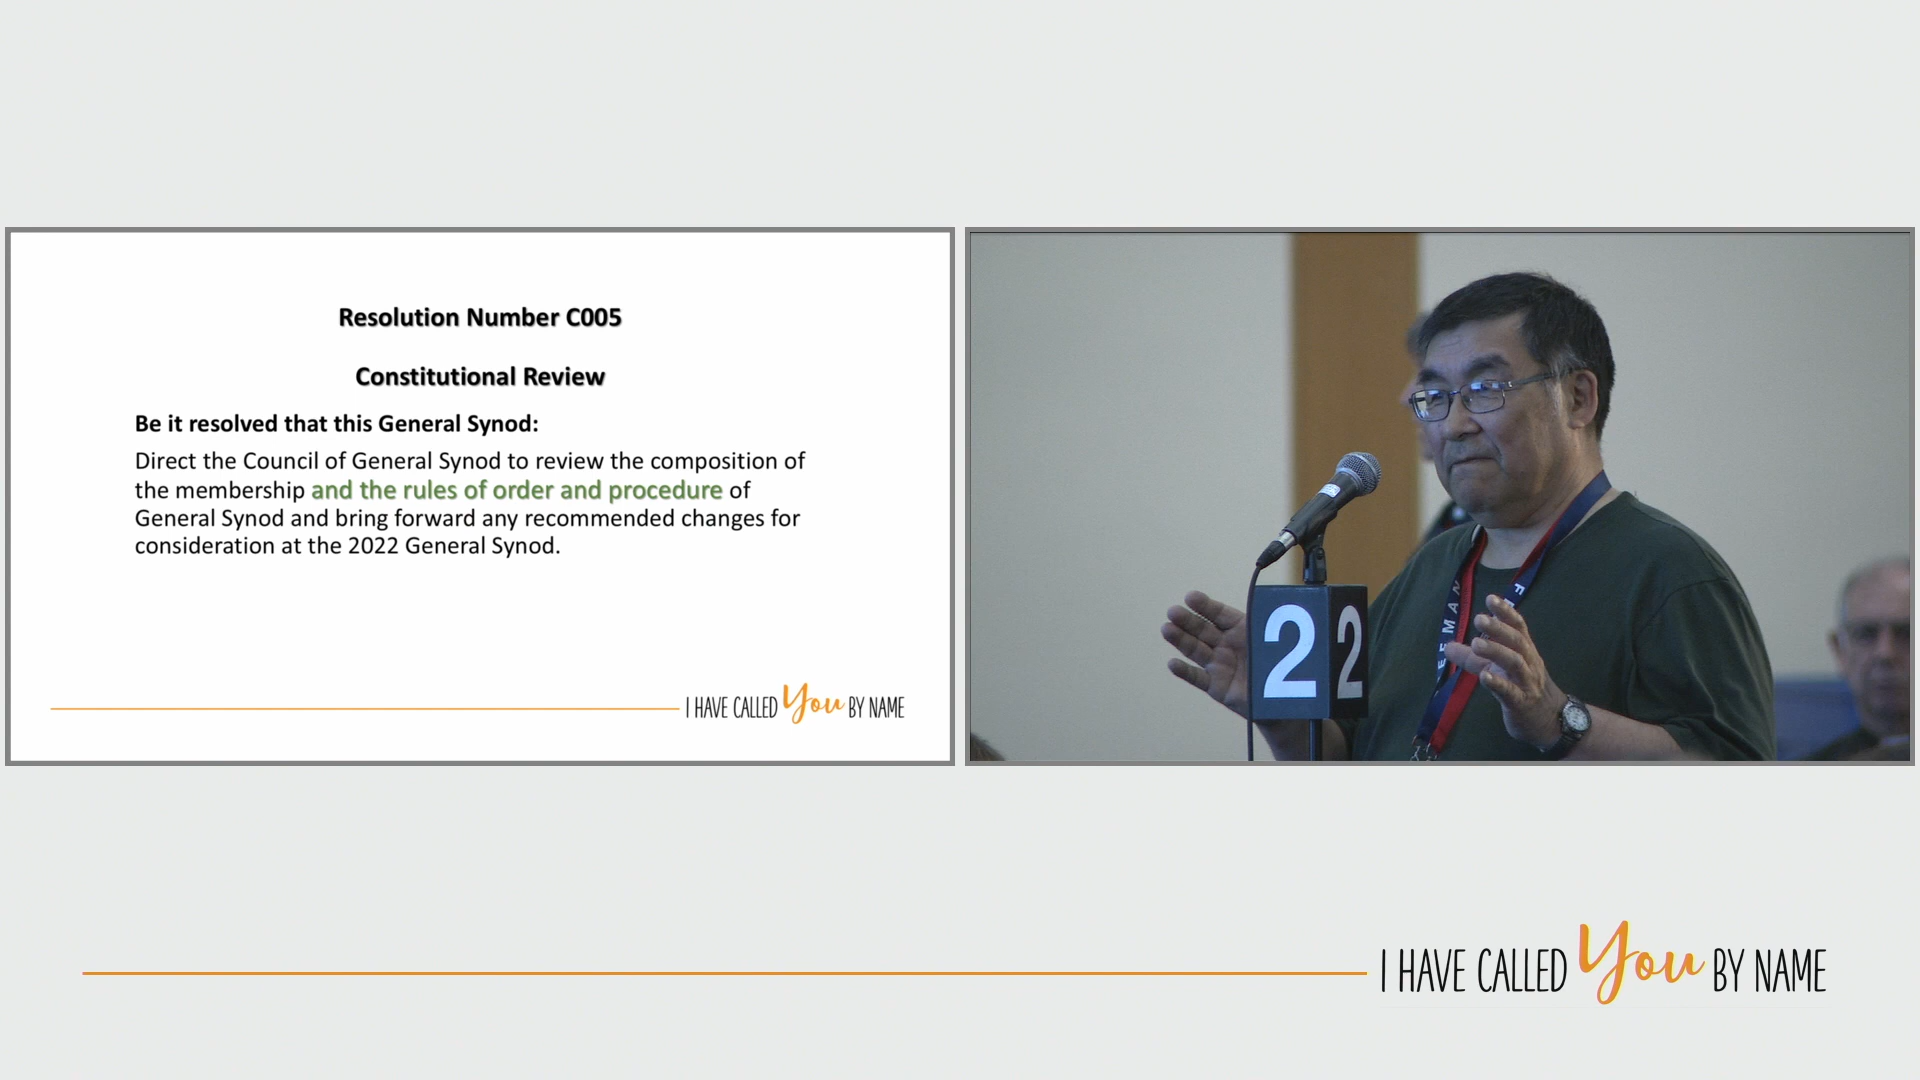 Resolution Number C005
Constitutional Review
Be it resolved that this General Synod:
Direct the Council of General Synod to review the composition of
the membership and the rules of order and procedure of
General Synod and bring forward any recommended changes for
consideration at the 2022 General Synod.
I HAVE CALLED You BY NAME
2 2
I HAVE CALLED You BY NAME